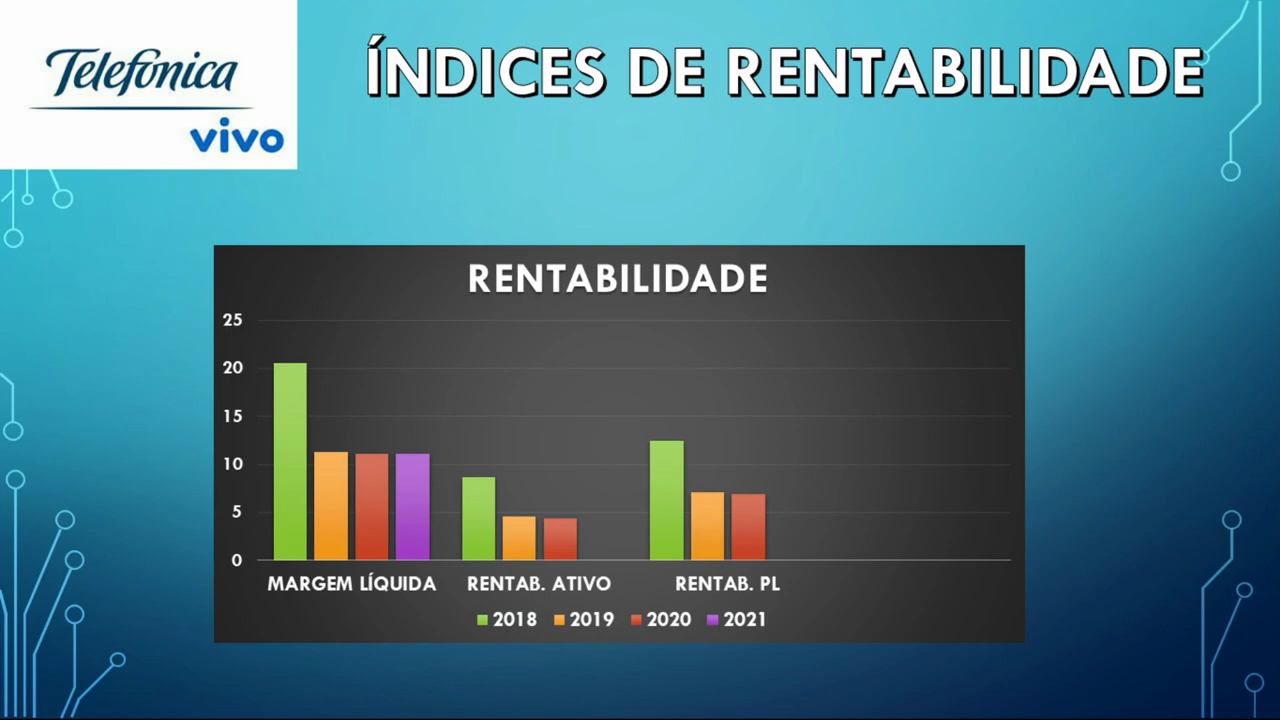 Telefónica
vivo
ÍNDICES DE RENTABILIDADE
RENTABILIDADE
25
20
15
10
5
0
MARGEM LÍQUIDA RENTAB. ATIVO RENTAB. PL
2018 2019 2020 2021